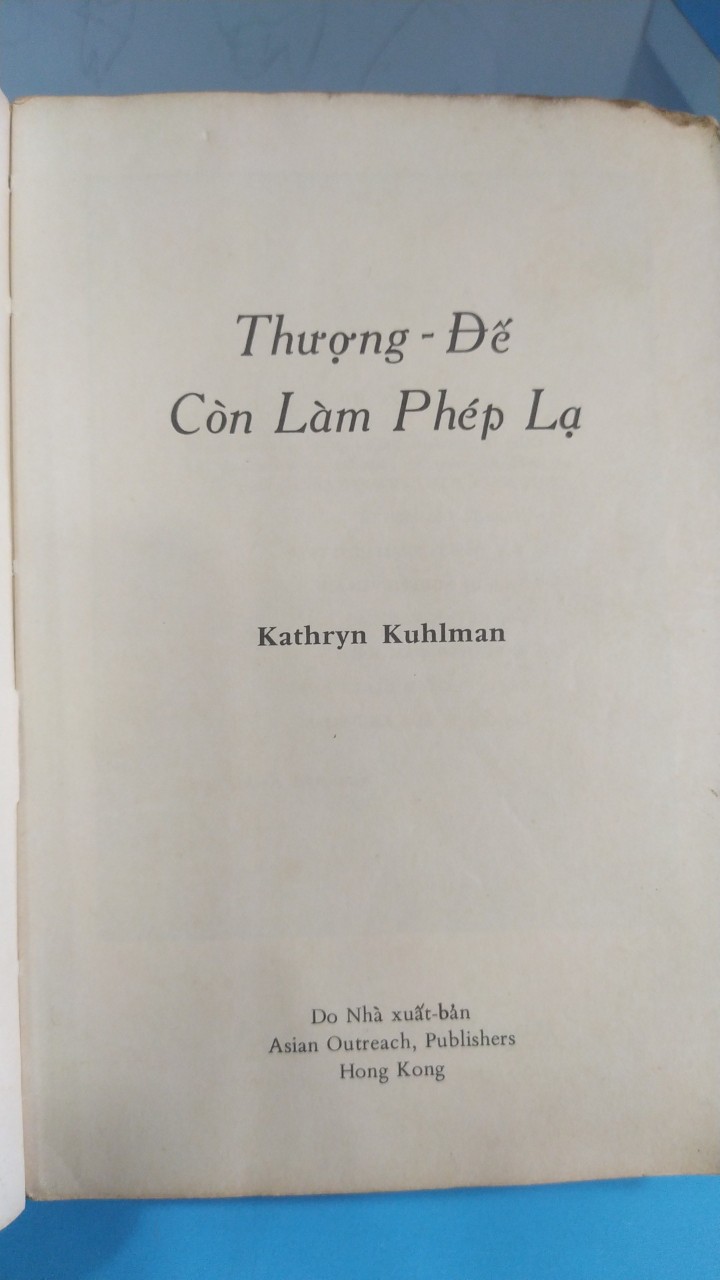 Thượng - Đế
Còn Làm Phép Lạ
Kathryn Kuhlman
Do Nhà xuất-bản
Asian Outreach, Publishers
Hong Kong